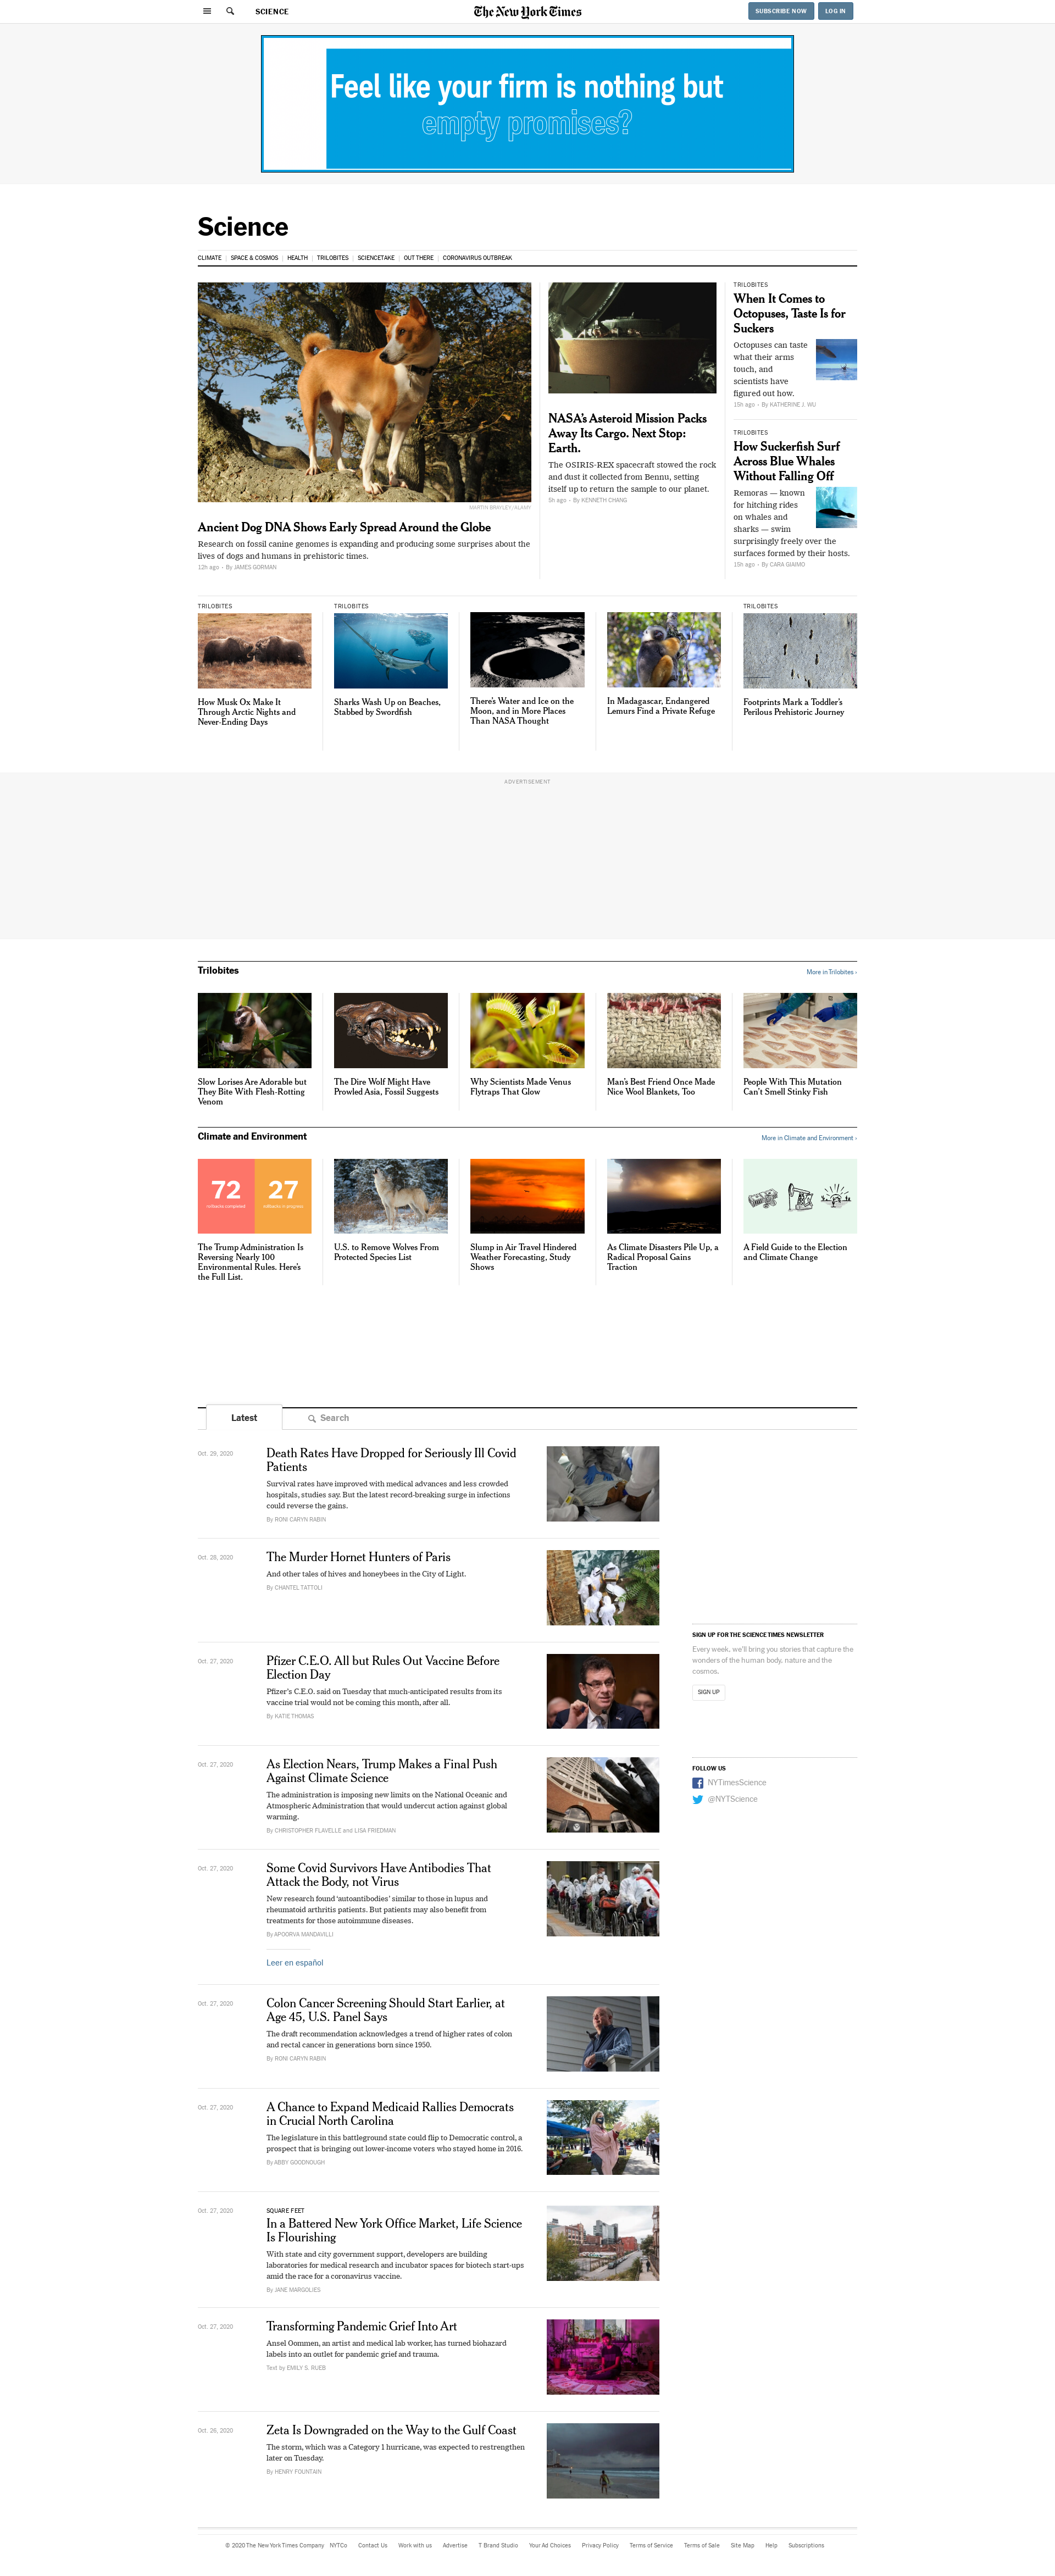 SCIENCE
The New York Times
SUBSCRIBE NOW
LOG IN
Feel like your firm is nothing but
empty promises?
Science
CLIMATE
SPACE & COSMOS
HEALTH
TRILOBITES
SCIENCETAKE
OUT THERE
CORONAVIRUS OUTBREAK
MARTIN BRAYLEY/ALAMY
Ancient Dog DNA Shows Early Spread Around the Globe
Research on fossil canine genomes is expanding and producing some surprises about the
lives of dogs and humans in prehistoric times.
12h ago · By JAMES GORMAN
NASA's Asteroid Mission Packs
Away Its Cargo. Next Stop:
Earth.
The OSIRIS-REX spacecraft stowed the rock
and dust it collected from Bennu, setting
itself up to return the sample to our planet.
5h ago · By KENNETH CHANG
TRILOBITES
When It Comes to
Octopuses, Taste Is for
Suckers
Octopuses can taste
what their arms
touch, and
scientists have
figured out how.
15h ago · By KATHERINE J. WU
TRILOBITES
How Suckerfish Surf
Across Blue Whales
Without Falling Off
Remoras — known
for hitching rides
on whales and
sharks — swim
surprisingly freely over the
surfaces formed by their hosts.
15h ago · By CARA GIAIMO
TRILOBITES
How Musk Ox Make It
Through Arctic Nights and
Never-Ending Days
TRILOBITES
Sharks Wash Up on Beaches,
Stabbed by Swordfish
There's Water and Ice on the
Moon, and in More Places
Than NASA Thought
In Madagascar, Endangered
Lemurs Find a Private Refuge
TRILOBITES
Footprints Mark a Toddler's
Perilous Prehistoric Journey
ADVERTISEMENT
Trilobites
More in Trilobites ›
Slow Lorises Are Adorable but
They Bite With Flesh-Rotting
Venom
The Dire Wolf Might Have
Prowled Asia, Fossil Suggests
Why Scientists Made Venus
Flytraps That Glow
Man's Best Friend Once Made
Nice Wool Blankets, Too
People With This Mutation
Can't Smell Stinky Fish
Climate and Environment
More in Climate and Environment ›
72
rollbacks completed
27
rollbacks in progress
The Trump Administration Is
Reversing Nearly 100
Environmental Rules. Here's
the Full List.
U.S. to Remove Wolves From
Protected Species List
Slump in Air Travel Hindered
Weather Forecasting, Study
Shows
As Climate Disasters Pile Up, a
Radical Proposal Gains
Traction
A Field Guide to the Election
and Climate Change
Latest
Search
Oct. 29, 2020
Death Rates Have Dropped for Seriously Ill Covid
Patients
Survival rates have improved with medical advances and less crowded
hospitals, studies say. But the latest record-breaking surge in infections
could reverse the gains.
By RONI CARYN RABIN
Oct. 28, 2020
The Murder Hornet Hunters of Paris
And other tales of hives and honeybees in the City of Light.
By CHANTEL TATTOLI
Oct. 27, 2020
Pfizer C.E.O. All but Rules Out Vaccine Before
Election Day
Pfizer's C.E.O. said on Tuesday that much-anticipated results from its
vaccine trial would not be coming this month, after all.
By KATIE THOMAS
Oct. 27, 2020
As Election Nears, Trump Makes a Final Push
Against Climate Science
The administration is imposing new limits on the National Oceanic and
Atmospheric Administration that would undercut action against global
warming.
By CHRISTOPHER FLAVELLE and LISA FRIEDMAN
Oct. 27, 2020
Some Covid Survivors Have Antibodies That
Attack the Body, not Virus
New research found 'autoantibodies' similar to those in lupus and
rheumatoid arthritis patients. But patients may also benefit from
treatments for those autoimmune diseases.
By APOORVA MANDAVILLI
Leer en español
Oct. 27, 2020
Colon Cancer Screening Should Start Earlier, at
Age 45, U.S. Panel Says
The draft recommendation acknowledges a trend of higher rates of colon
and rectal cancer in generations born since 1950.
By RONI CARYN RABIN
Oct. 27, 2020
A Chance to Expand Medicaid Rallies Democrats
in Crucial North Carolina
The legislature in this battleground state could flip to Democratic control, a
prospect that is bringing out lower-income voters who stayed home in 2016.
By ABBY GOODNOUGH
Oct. 27, 2020
SQUARE FEET
In a Battered New York Office Market, Life Science
Is Flourishing
With state and city government support, developers are building
laboratories for medical research and incubator spaces for biotech start-ups
amid the race for a coronavirus vaccine.
By JANE MARGOLIES
Oct. 27, 2020
Transforming Pandemic Grief Into Art
Ansel Oommen, an artist and medical lab worker, has turned biohazard
labels into an outlet for pandemic grief and trauma.
Text by EMILY S. RUEB
Oct. 26, 2020
Zeta Is Downgraded on the Way to the Gulf Coast
The storm, which was a Category 1 hurricane, was expected to restrengthen
later on Tuesday.
By HENRY FOUNTAIN
SIGN UP FOR THE SCIENCE TIMES NEWSLETTER
Every week, we'll bring you stories that capture the
wonders of the human body, nature and the
cosmos.
SIGN UP
FOLLOW US
NYTimesScience
@NYTScience
© 2020 The New York Times Company
NYTCo
Contact Us
Work with us
Advertise
T Brand Studio
Your Ad Choices
Privacy Policy
Terms of Service
Terms of Sale
Site Map
Help
Subscriptions